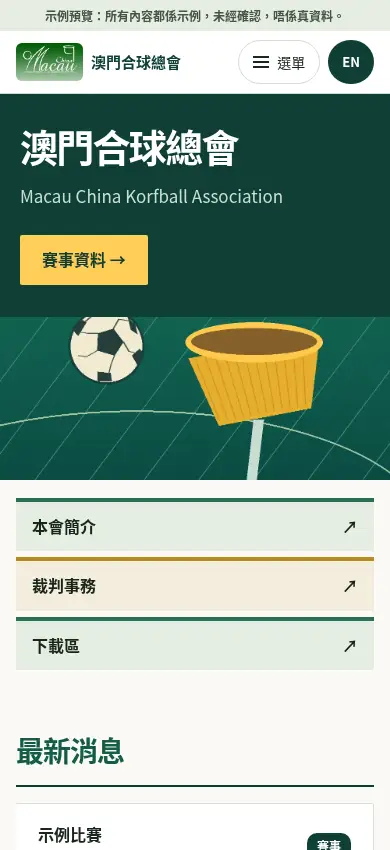 示例預覽：所有內容都係示例，未經確認，唔係真資料。
Macau
China
澳門合球總會
選單
EN
澳門合球總會
Macau China Korfball Association
賽事資料 →
本會簡介 ↗
裁判事務 ↗
下載區 ↗
最新消息
示例比賽
賽事